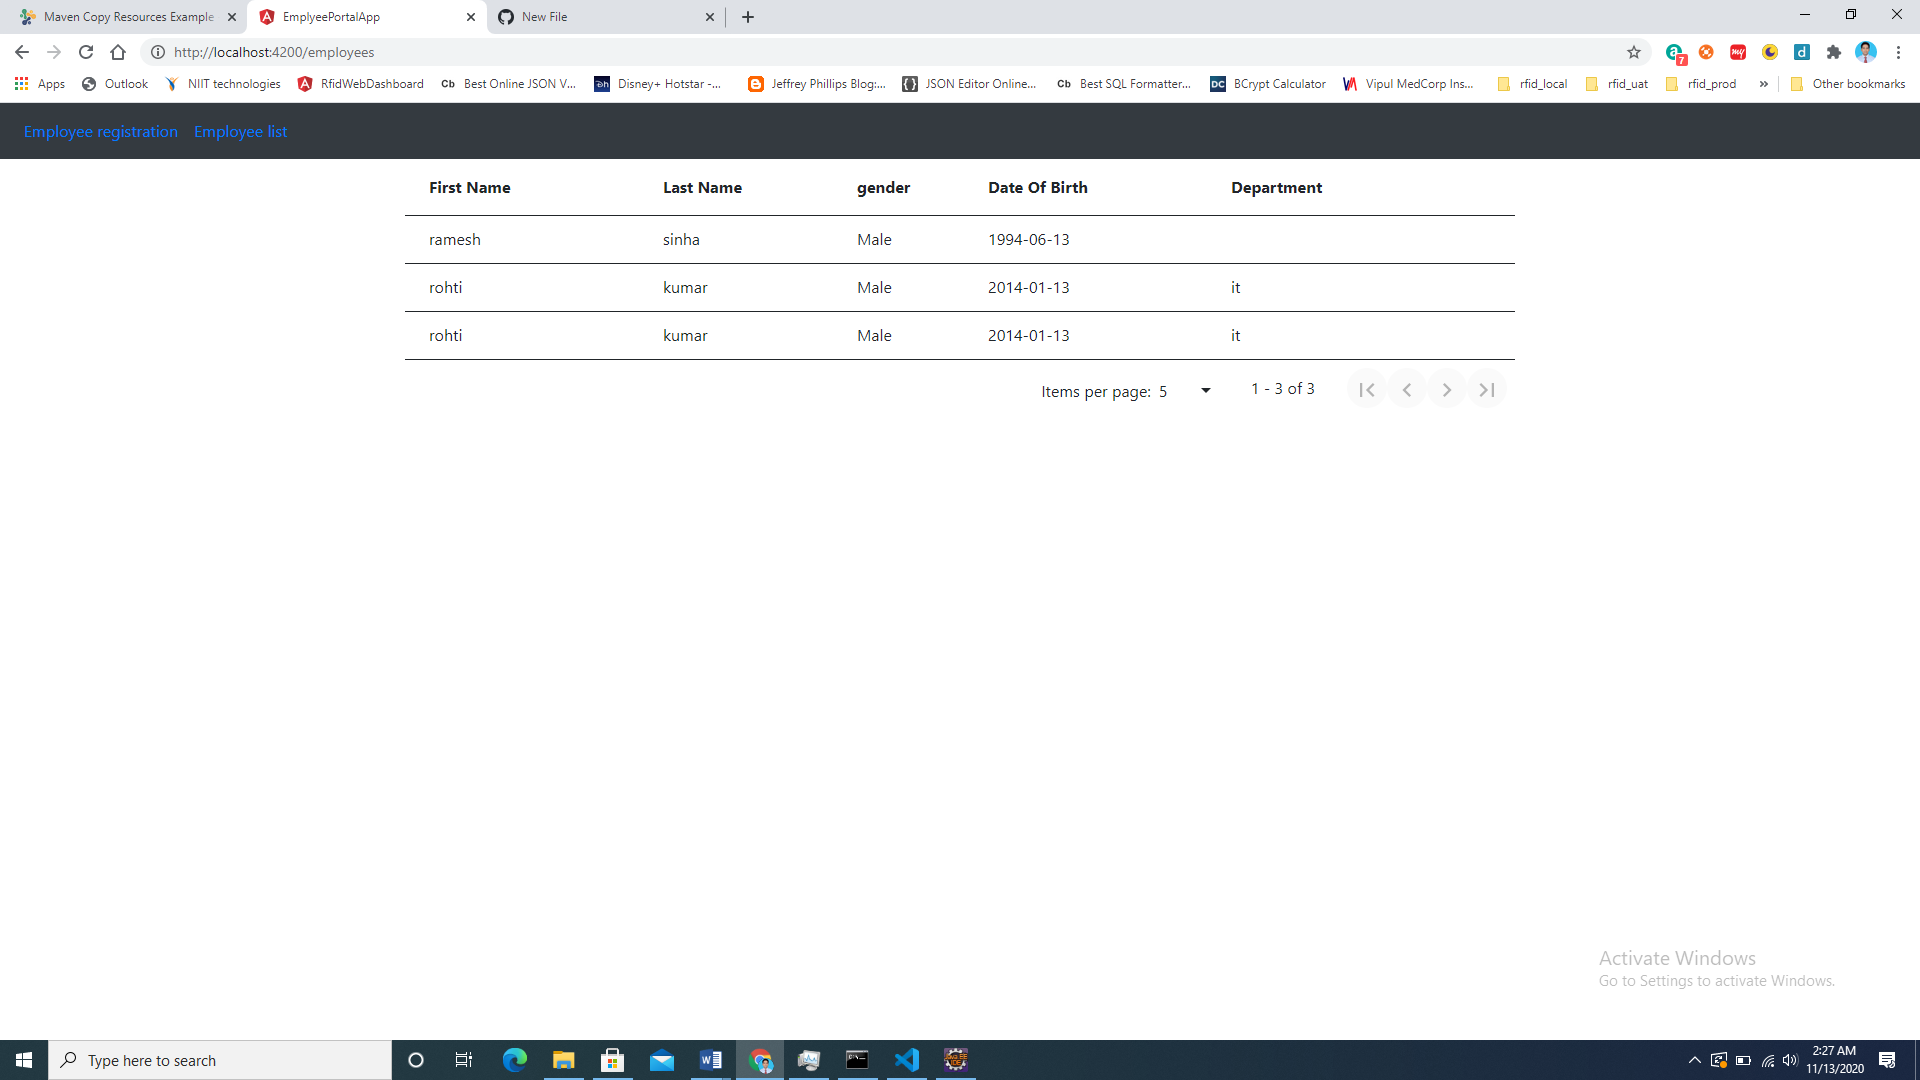 Maven Copy Resources Example
EmplyeePortalApp
New File
http://localhost:4200/employees
7
Apps
Outlook
NIIT technologies
RfidWebDashboard
Cb Best Online JSON V...
Disney+ Hotstar -...
Jeffrey Phillips Blog:...
JSON Editor Online...
Cb Best SQL Formatter...
DC BCrypt Calculator
Vipul MedCorp Ins...
rfid_local
rfid_uat
rfid_prod
»
Other bookmarks
Employee registration Employee list
First Name Last Name gender Date Of Birth Department
ramesh sinha Male 1994-06-13
rohti kumar Male 2014-01-13 it
rohti kumar Male 2014-01-13 it
Items per page: 5 1 - 3 of 3
Activate Windows
Go to Settings to activate Windows.
Type here to search
2:27 AM
11/13/2020